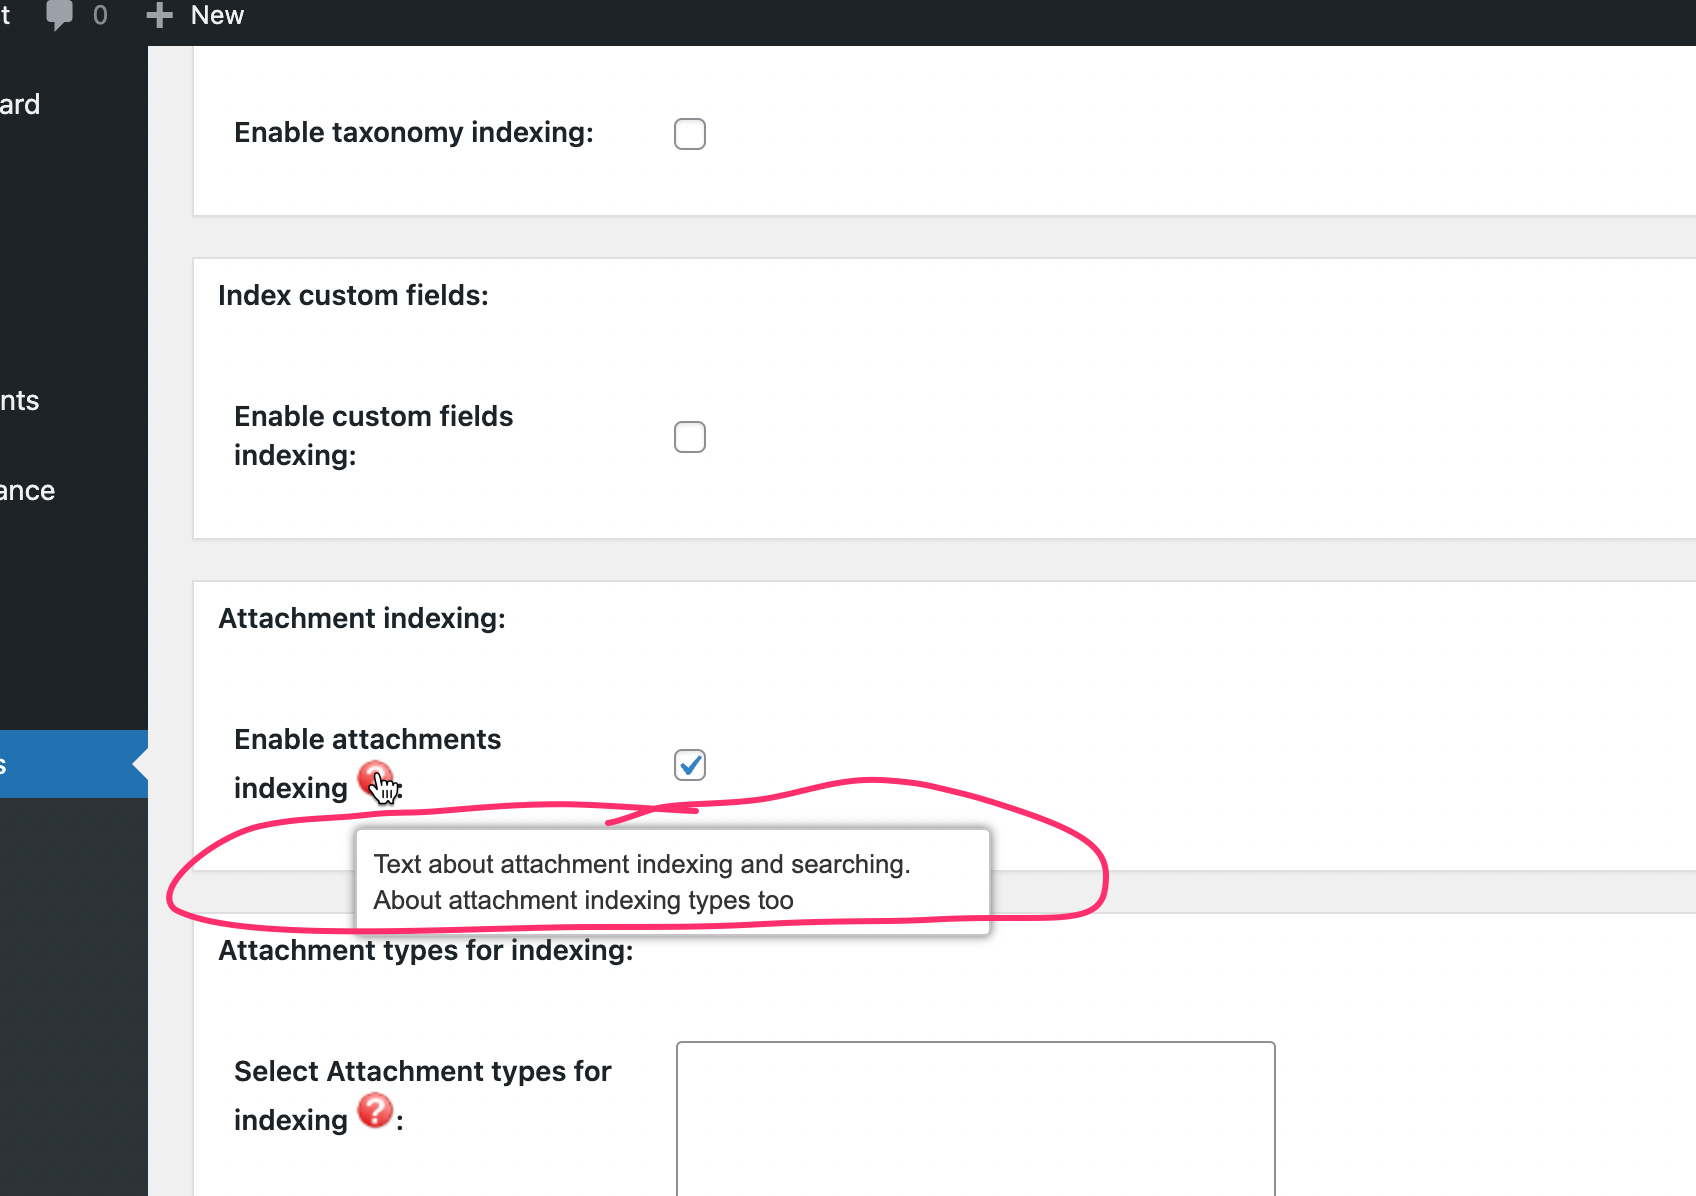 t 0 New
ard
Enable taxonomy indexing:
Index custom fields:
nts
Enable custom fields
indexing:
ance
Attachment indexing:
Enable attachments
indexing :
s
Text about attachment indexing and searching.
About attachment indexing types too
Attachment types for indexing:
Select Attachment types for
indexing ? :